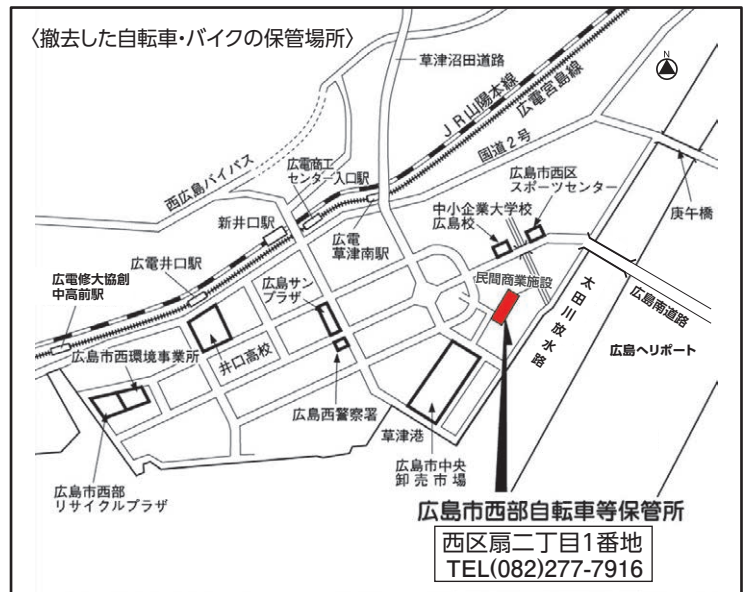 〈撤去した自転車・バイクの保管場所〉
草津沼田道路
N
JR山陽本線
広電宮島線
国道2号
西広島バイパス
広電商工
センター入口駅
広島市西区
スポーツセンター
中小企業大学校
広島校
庚午橋
新井口駅
広電
草津南駅
広電井口駅
広島サン
プラザ
民間商業施設
広電修大協創
中高前駅
太田川放水路
広島南道路
広島ヘリポート
広島市西環境事業所
井口高校
広島西警察署
草津港
広島市中央
卸売市場
広島市西部
リサイクルプラザ
広島市西部自転車等保管所
西区扇二丁目1番地
TEL(082)277-7916